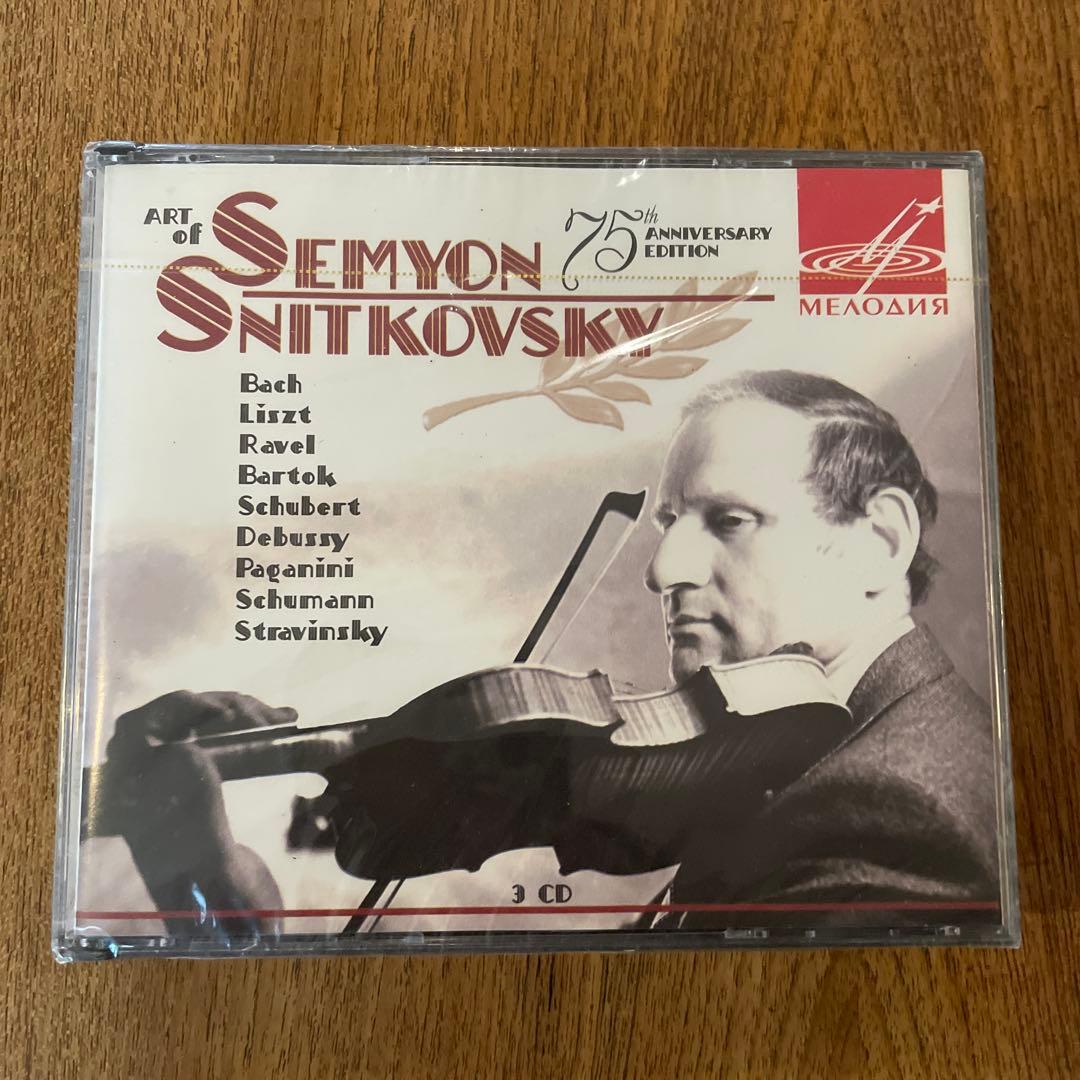 ART of
SEMYON
SNITKOVSKY
75th ANNIVERSARY
EDITION
МЕЛОДИЯ
Bach
Liszt
Ravel
Bartok
Schubert
Debussy
Paganini
Schumann
Stravinsky
3 CD